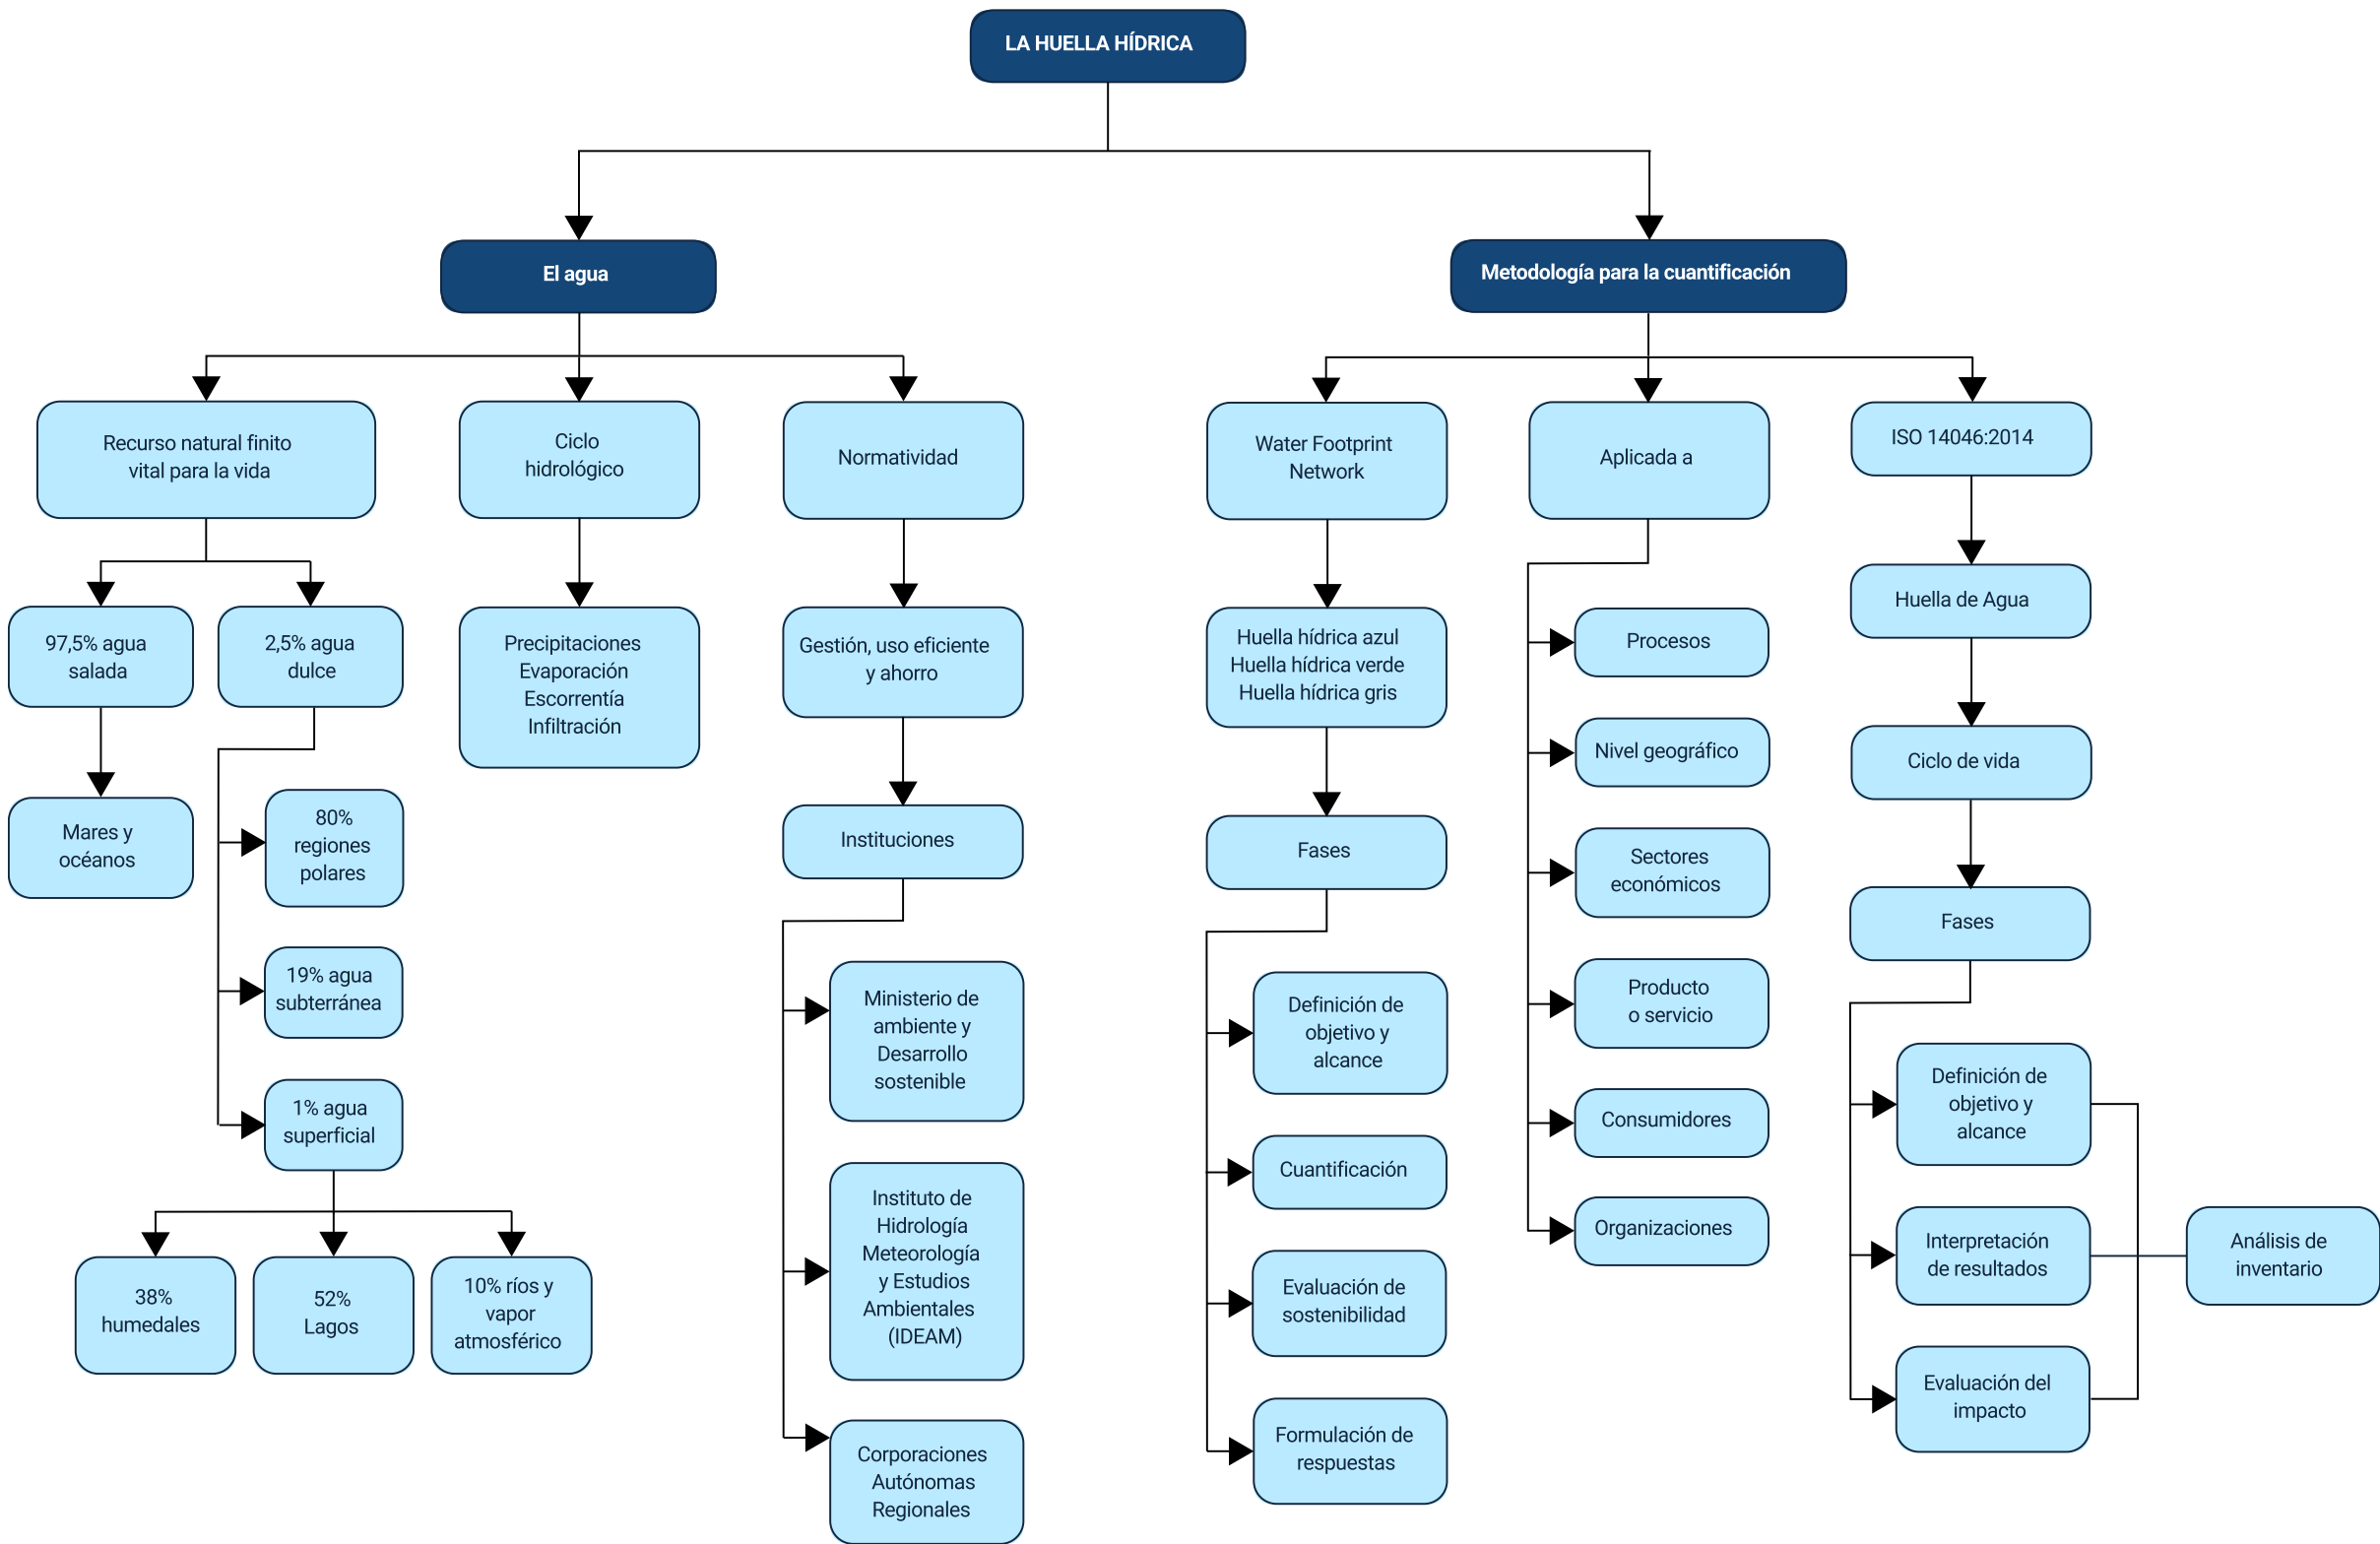 LA HUELLA HÍDRICA
El agua
Metodología para la cuantificación
Recurso natural finito
vital para la vida
Ciclo
hidrológico
Normatividad
Water Footprint
Network
Aplicada a
ISO 14046:2014
97,5% agua
salada
2,5% agua
dulce
Mares y
océanos
80%
regiones
polares
19% agua
subterránea
1% agua
superficial
38%
humedales
52%
Lagos
10% ríos y
vapor
atmosférico
Precipitaciones
Evaporación
Escorrentía
Infiltración
Gestión, uso eficiente
y ahorro
Instituciones
Ministerio de
ambiente y
Desarrollo
sostenible
Instituto de
Hidrología
Meteorología
y Estudios
Ambientales
(IDEAM)
Corporaciones
Autónomas
Regionales
Huella hídrica azul
Huella hídrica verde
Huella hídrica gris
Fases
Definición de
objetivo y
alcance
Cuantificación
Evaluación de
sostenibilidad
Formulación de
respuestas
Procesos
Nivel geográfico
Sectores
económicos
Producto
o servicio
Consumidores
Organizaciones
Huella de Agua
Ciclo de vida
Fases
Definición de
objetivo y
alcance
Interpretación
de resultados
Evaluación del
impacto
Análisis de
inventario